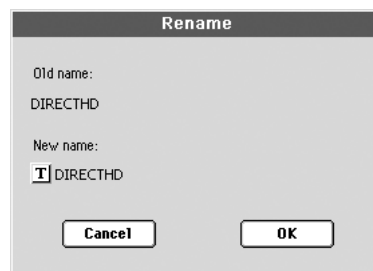 Rename
Old name:
DIRECTHD
New name:
T DIRECTHD
Cancel OK